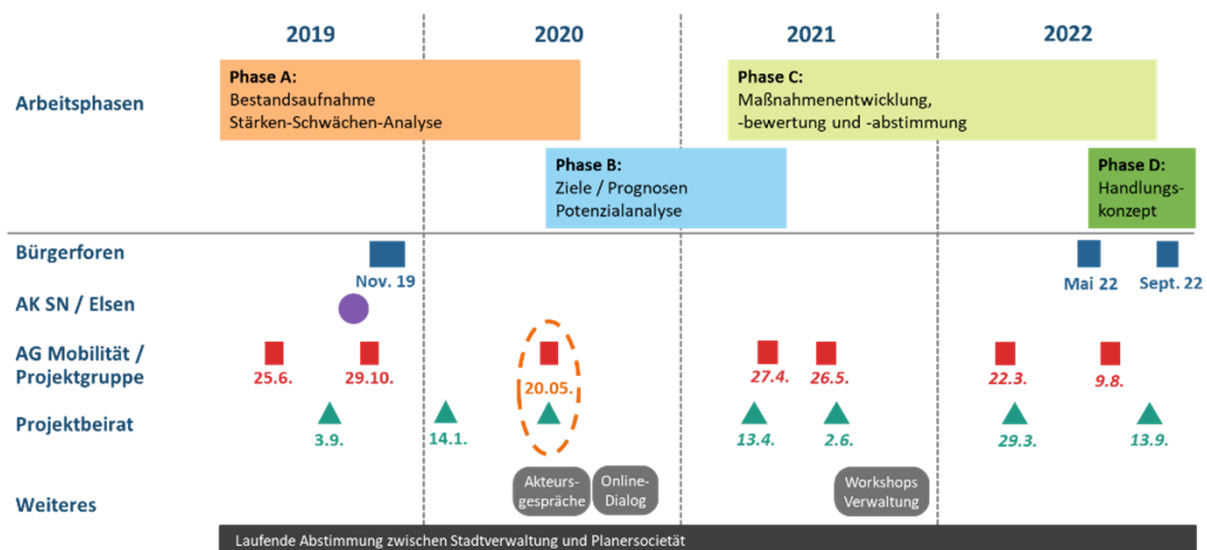 2019
2020
2021
2022
Arbeitsphasen
Phase A:
Bestandsaufnahme
Stärken-Schwächen-Analyse
Phase C:
Maßnahmenentwicklung,
-bewertung und -abstimmung
Phase B:
Ziele / Prognosen
Potenzialanalyse
Phase D:
Handlungs-
konzept
Bürgerforen
Nov. 19
Mai 22
Sept. 22
AK SN / Elsen
AG Mobilität /
Projektgruppe
25.6.
29.10.
20.05.
27.4.
26.5.
22.3.
9.8.
Projektbeirat
3.9.
14.1.
13.4.
2.6.
29.3.
13.9.
Weiteres
Akteurs-
gespräche
Online-
Dialog
Workshops
Verwaltung
Laufende Abstimmung zwischen Stadtverwaltung und Planersocietät